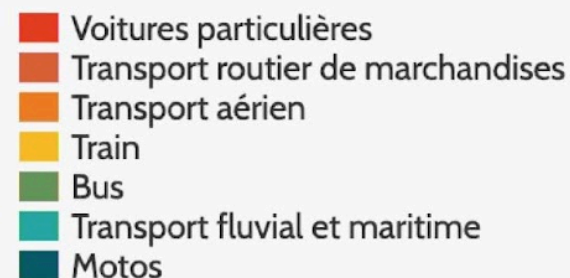 Voitures particulières
Transport routier de marchandises
Transport aérien
Train
Bus
Transport fluvial et maritime
Motos